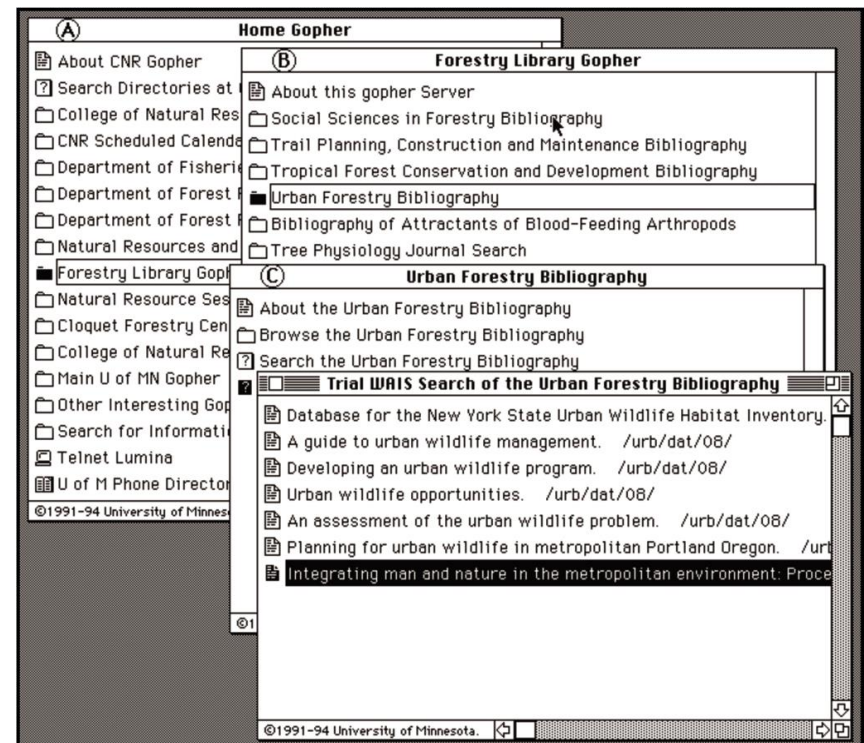 A Home Gopher
About CNR Gopher
Search Directories at
College of Natural Res
CNR Scheduled Calenda
Department of Fisherie
Department of Forest
Department of Forest
Natural Resources and
Forestry Library Goph
Natural Resource Ses
Cloquet Forestry Cen
College of Natural Re
Main U of MN Gopher
Other Interesting Gop
Search for Informati
Telnet Lumina
U of M Phone Director
©1991-94 University of Minnes
B Forestry Library Gopher
About this gopher Server
Social Sciences in Forestry Bibliography
Trail Planning, Construction and Maintenance Bibliography
Tropical Forest Conservation and Development Bibliography
Urban Forestry Bibliography
Bibliography of Attractants of Blood-Feeding Arthropods
Tree Physiology Journal Search
C Urban Forestry Bibliography
About the Urban Forestry Bibliography
Browse the Urban Forestry Bibliography
Search the Urban Forestry Bibliography
©1
Trial WAIS Search of the Urban Forestry Bibliography
Database for the New York State Urban Wildlife Habitat Inventory.
A guide to urban wildlife management. /urb/dat/08/
Developing an urban wildlife program. /urb/dat/08/
Urban wildlife opportunities. /urb/dat/08/
An assessment of the urban wildlife problem. /urb/dat/08/
Planning for urban wildlife in metropolitan Portland Oregon. /urt
Integrating man and nature in the metropolitan environment: Proce
©1991-94 University of Minnesota.